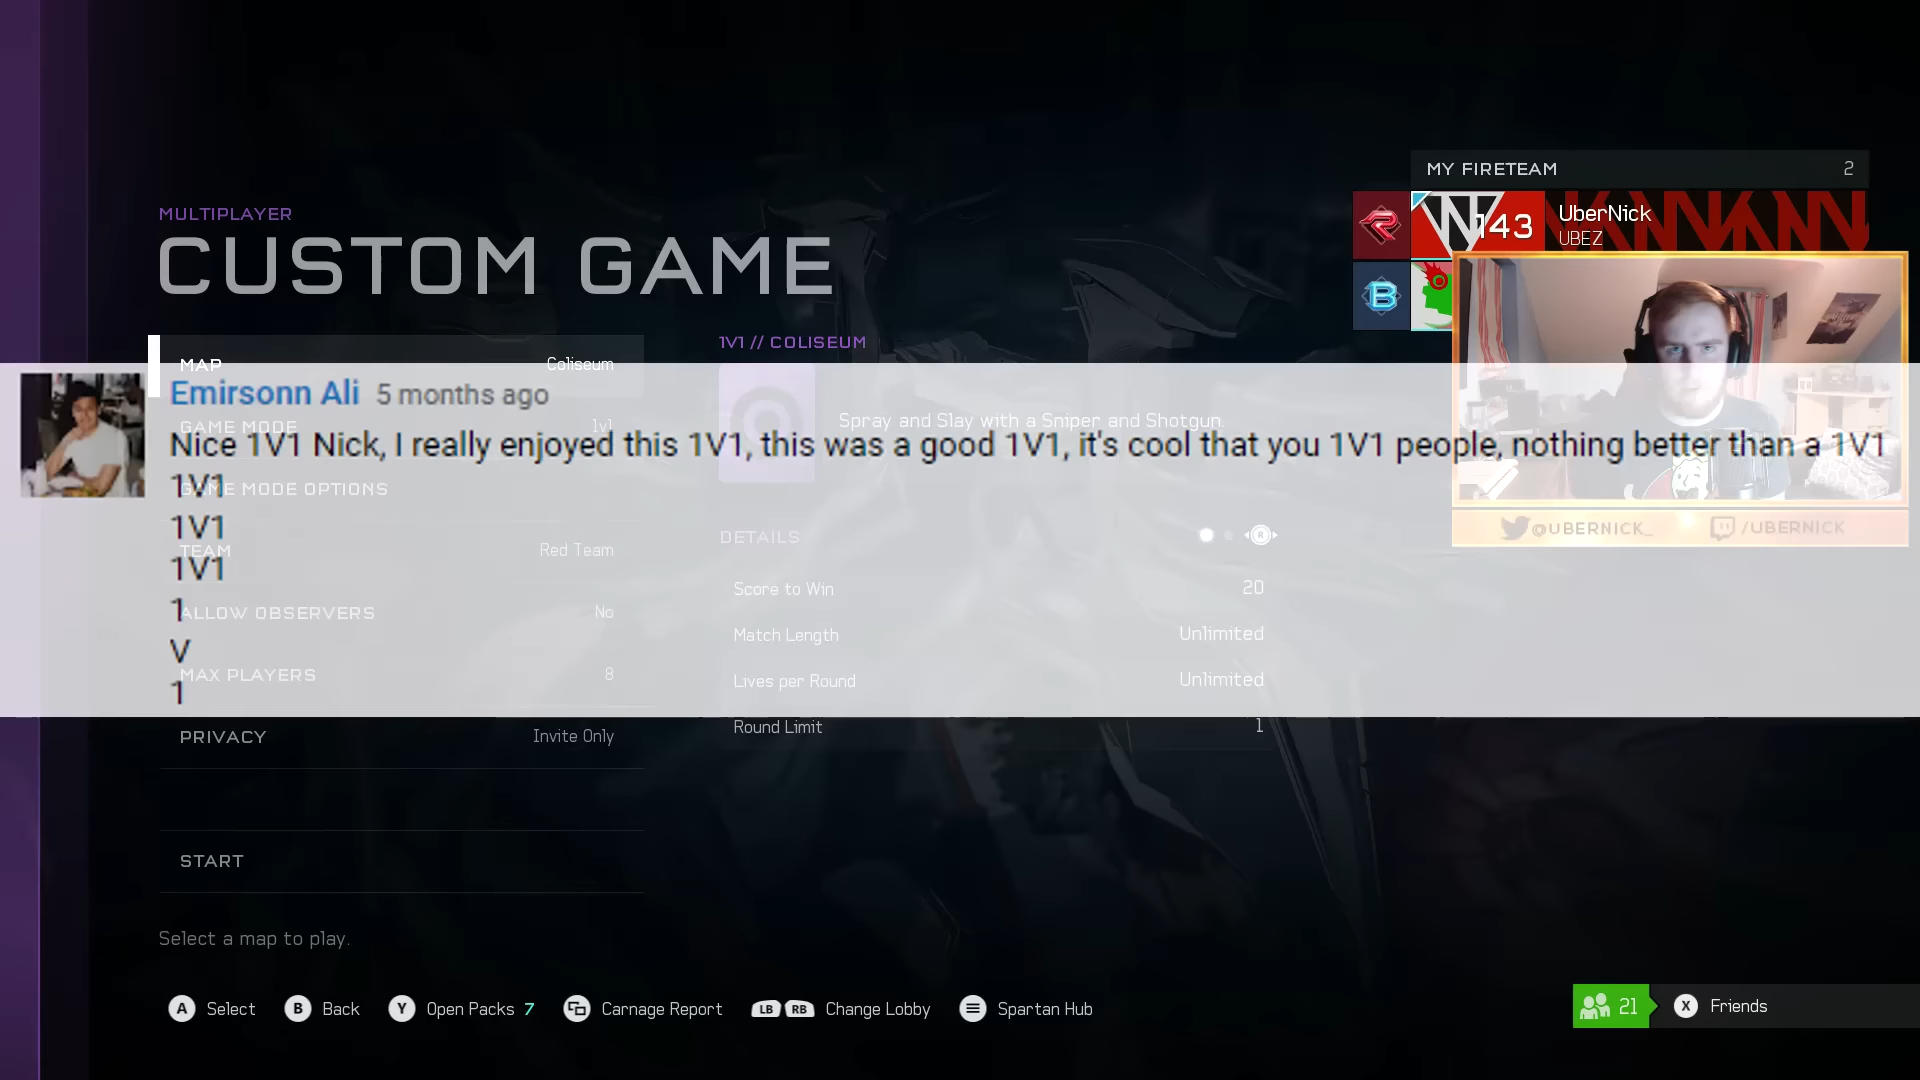 MY FIRETEAM 2
143 UberNick
UBEZ
MULTIPLAYER
CUSTOM GAME
1V1 // COLISEUM
MAP Coliseum
Emirsonn Ali 5 months ago
GAME MODE 1v1
Spray and Slay with a Sniper and Shotgun.
Nice 1V1 Nick, I really enjoyed this 1V1, this was a good 1V1, it's cool that you 1V1 people, nothing better than a 1V1
1V1
GAME MODE OPTIONS
1V1
@UBERNICK_ /UBERNICK
DETAILS
R
TEAM Red Team
1V1
Score to Win 20
1
ALLOW OBSERVERS No
Match Length Unlimited
V
MAX PLAYERS 8
Lives per Round Unlimited
1
Round Limit 1
PRIVACY Invite Only
START
Select a map to play.
A Select B Back Y Open Packs 7 Carnage Report LB RB Change Lobby Spartan Hub
21 X Friends